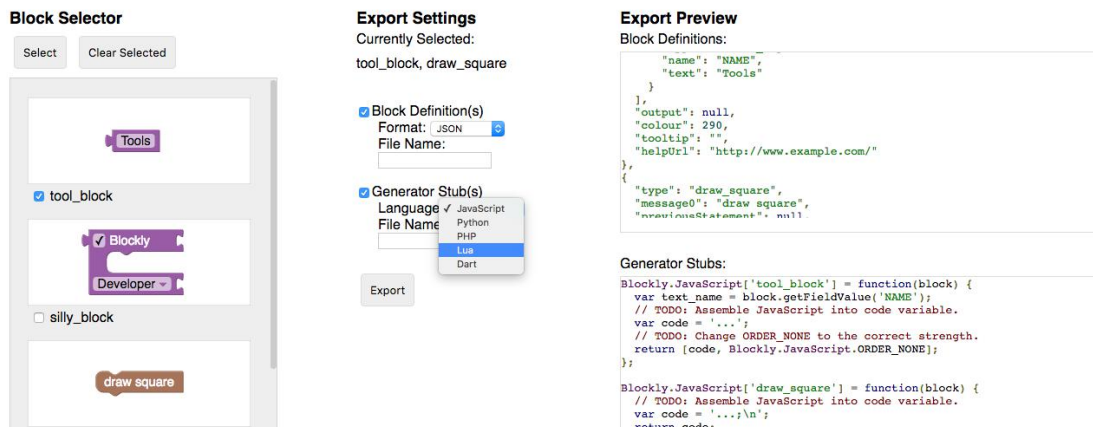 Block Selector
Select
Clear Selected
Tools
tool_block
Blockly
Developer
silly_block
draw square
Export Settings
Currently Selected:
tool_block, draw_square
Block Definition(s)
Format: JSON
File Name:
Generator Stub(s)
Language
JavaScript
File Name
Python
PHP
Lua
Dart
Export
Export Preview
Block Definitions:
"name": "NAME",
"text": "Tools"
}
],
"output": null,
"colour": 290,
"tooltip": "",
"helpUrl": "http://www.example.com/"
},
{
"type": "draw_square",
"message0": "draw square",
"previousStatement": null,
Generator Stubs:
Blockly.JavaScript['tool_block'] = function(block) {
var text_name = block.getFieldValue('NAME');
// TODO: Assemble JavaScript into code variable.
var code = '...';
// TODO: Change ORDER_NONE to the correct strength.
return [code, Blockly.JavaScript.ORDER_NONE];
};
Blockly.JavaScript['draw_square'] = function(block) {
// TODO: Assemble JavaScript into code variable.
var code = '...;\n';
return code;